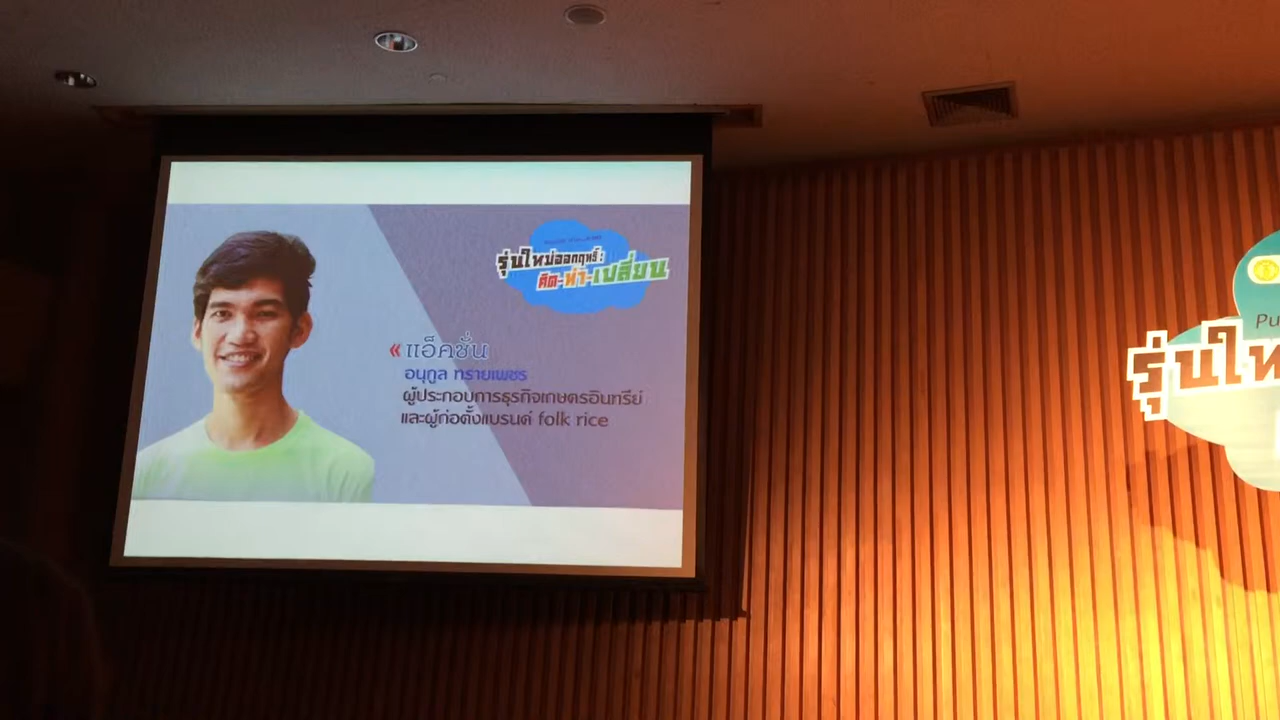 รุ่นใหม่ออกฤทธิ์ :
คิด-ทำ-เปลี่ยน
« แอ็คชั่น
อนุกูล ทรายเพชร
ผู้ประกอบการธุรกิจเกษตรอินทรีย์
และผู้ก่อตั้งแบรนด์ folk rice
Pu
รุ่นให